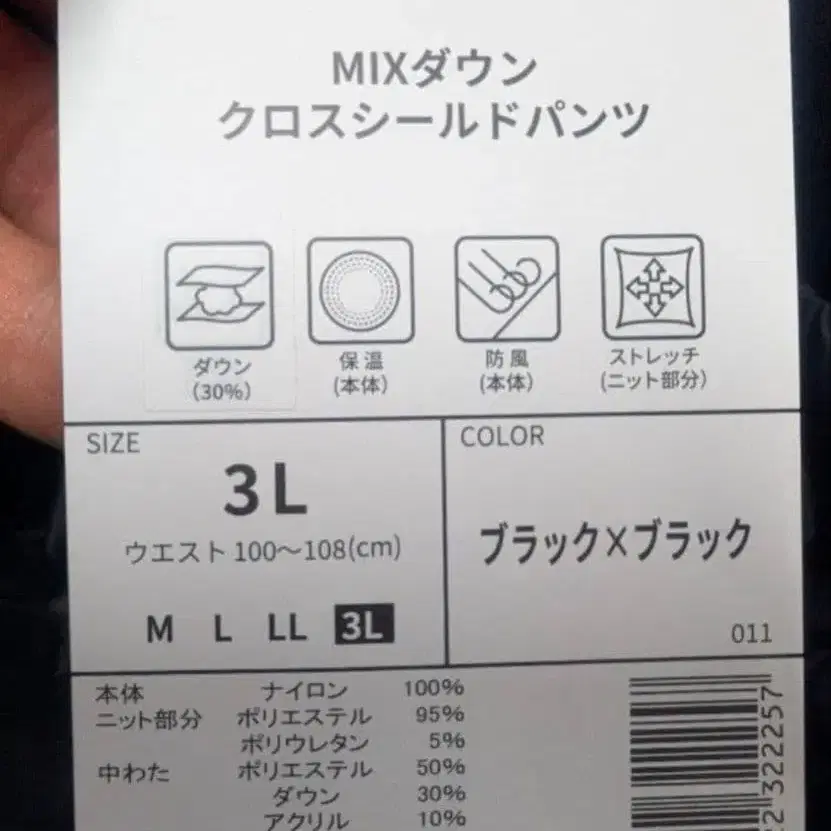 MIXダウン
クロスシールドパンツ
ダウン
(30%)
保温
(本体)
防風
(本体)
ストレッチ
(ニット部分)
SIZE
3L
ウエスト 100～108(cm)
M L LL 3L
COLOR
ブラック×ブラック
011
本体 ナイロン 100%
ニット部分 ポリエステル 95%
ポリウレタン 5%
中わた ポリエステル 50%
ダウン 30%
アクリル 10%
2322257